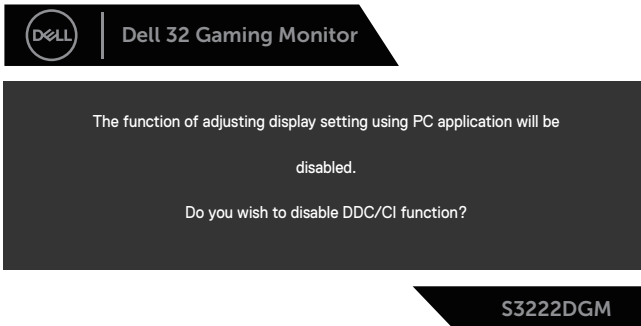 DELL
Dell 32 Gaming Monitor
The function of adjusting display setting using PC application will be
disabled.
Do you wish to disable DDC/CI function?
S3222DGM